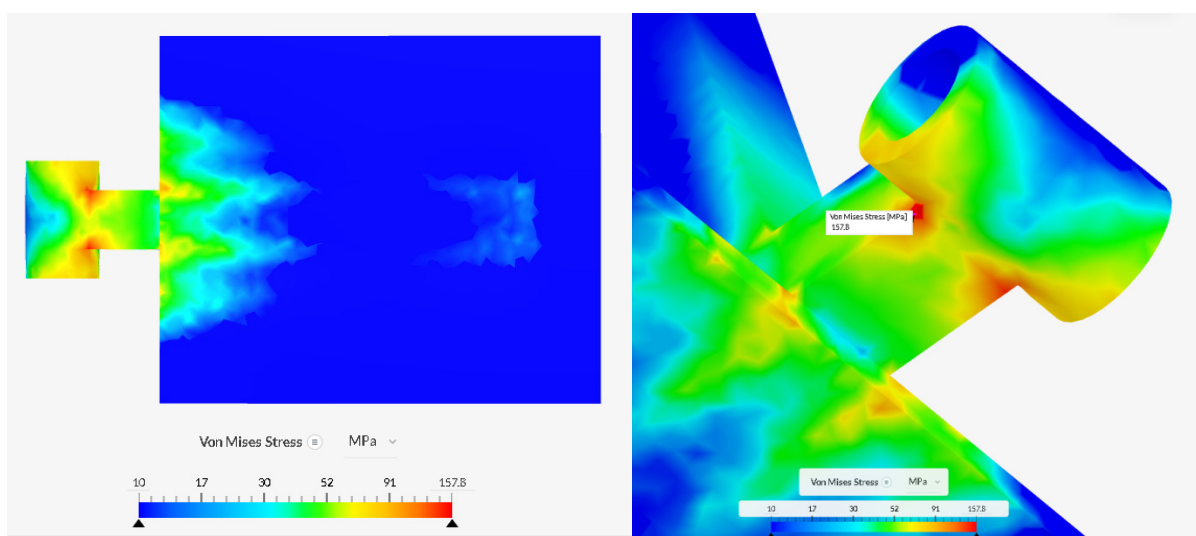 Von Mises Stress MPa
10 17 30 52 91 157.8
Von Mises Stress [MPa]
157.8
Von Mises Stress MPa
10 17 30 52 91 157.8